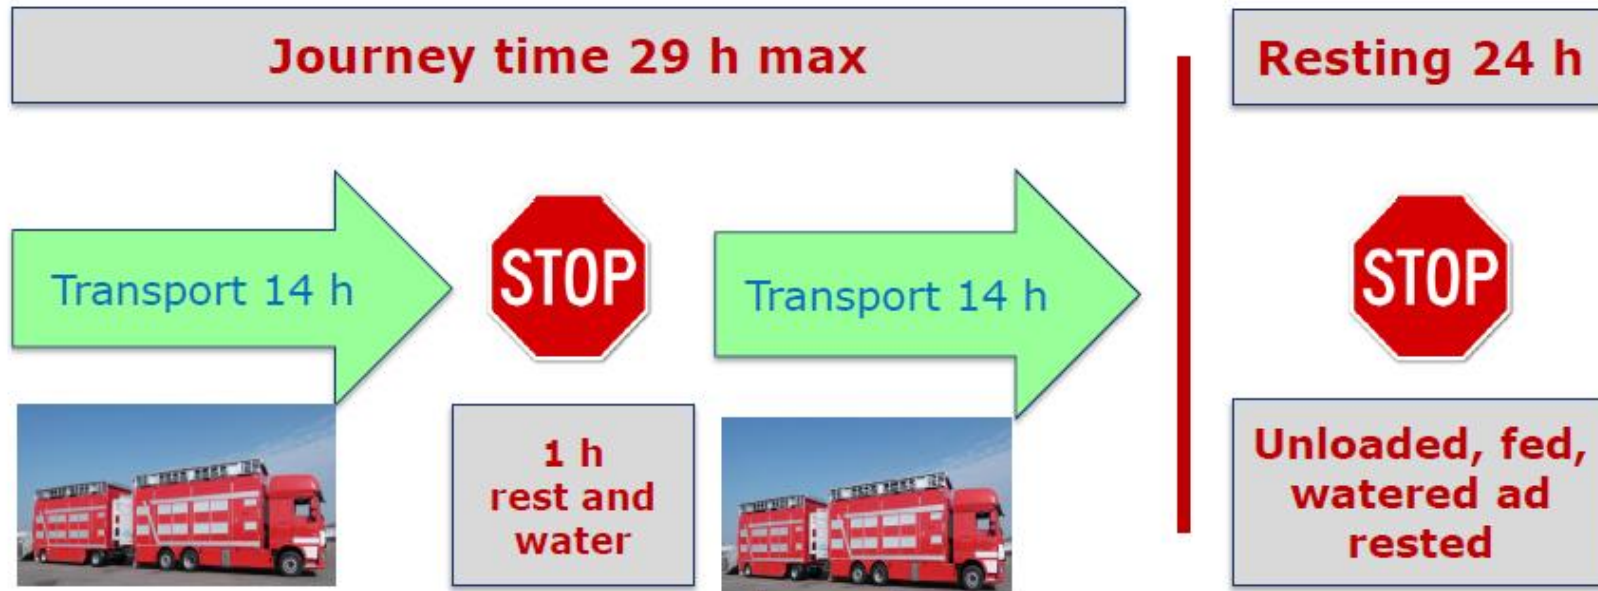 Journey time 29 h max
Resting 24 h
Transport 14 h
STOP
Transport 14 h
STOP
1 h
rest and
water
Unloaded, fed,
watered ad
rested